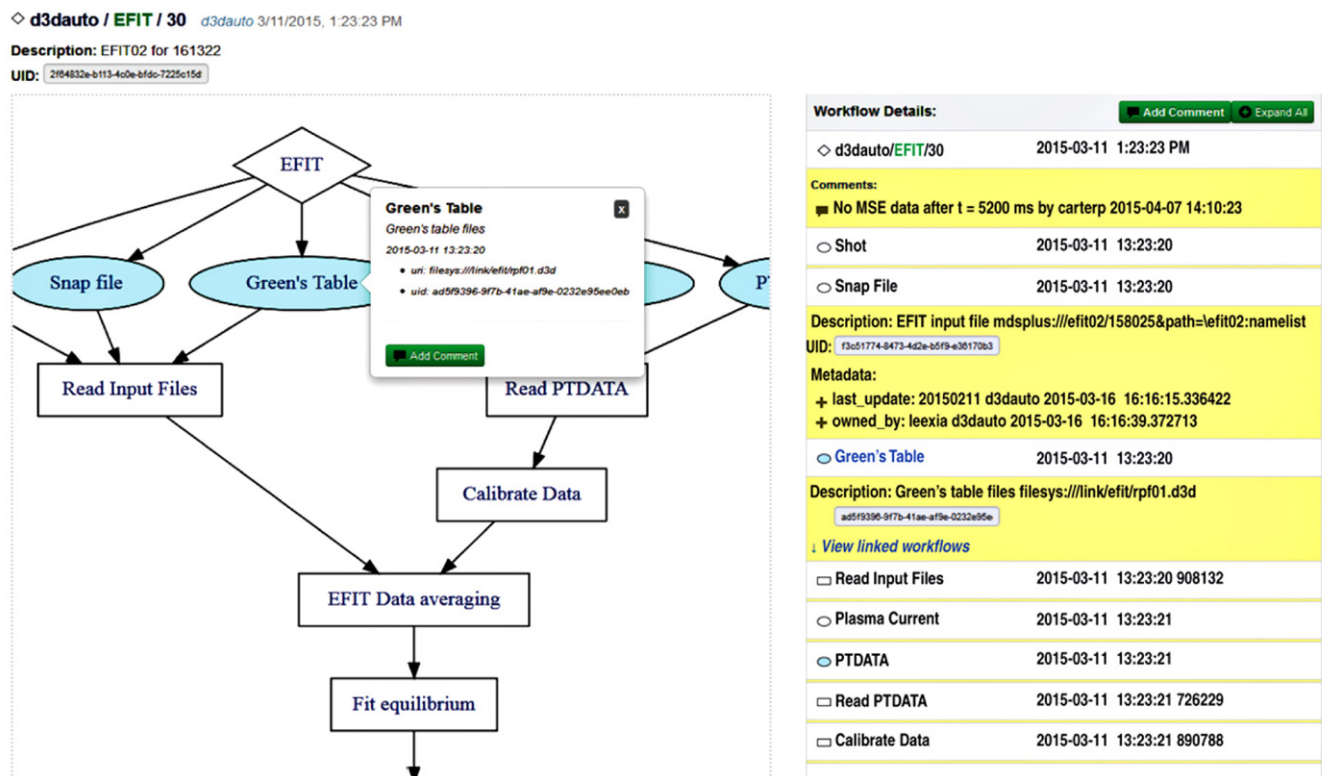 d3dauto / EFIT / 30 d3dauto 3/11/2015, 1:23:23 PM
Description: EFIT02 for 161322
UID: 2f64832e-b113-4c0e-bfdc-7225c15d
EFIT
Snap file
Green's Table
Read Input Files
Read PTDATA
Calibrate Data
EFIT Data averaging
Fit equilibrium
Green's Table x
Green's table files
2015-03-11 13:23:20
uri: filesys:///link/efit/rpf01.d3d
uid: ad5f9396-9f7b-41ae-af9e-0232e95ee0eb
Add Comment
Workflow Details: Add Comment Expand All
d3dauto/EFIT/30 2015-03-11 1:23:23 PM
Comments:
No MSE data after t = 5200 ms by carterp 2015-04-07 14:10:23
Shot 2015-03-11 13:23:20
Snap File 2015-03-11 13:23:20
Description: EFIT input file mdsplus:///efit02/158025&path=\efit02:namelist
UID: f3c51774-8473-4d2e-b5f9-e36170b3
Metadata:
+ last_update: 20150211 d3dauto 2015-03-16 16:16:15.336422
+ owned_by: leexia d3dauto 2015-03-16 16:16:39.372713
Green's Table 2015-03-11 13:23:20
Description: Green's table files filesys:///link/efit/rpf01.d3d
ad5f9396-9f7b-41ae-af9e-0232e95e
↓ View linked workflows
Read Input Files 2015-03-11 13:23:20 908132
Plasma Current 2015-03-11 13:23:21
PTDATA 2015-03-11 13:23:21
Read PTDATA 2015-03-11 13:23:21 726229
Calibrate Data 2015-03-11 13:23:21 890788